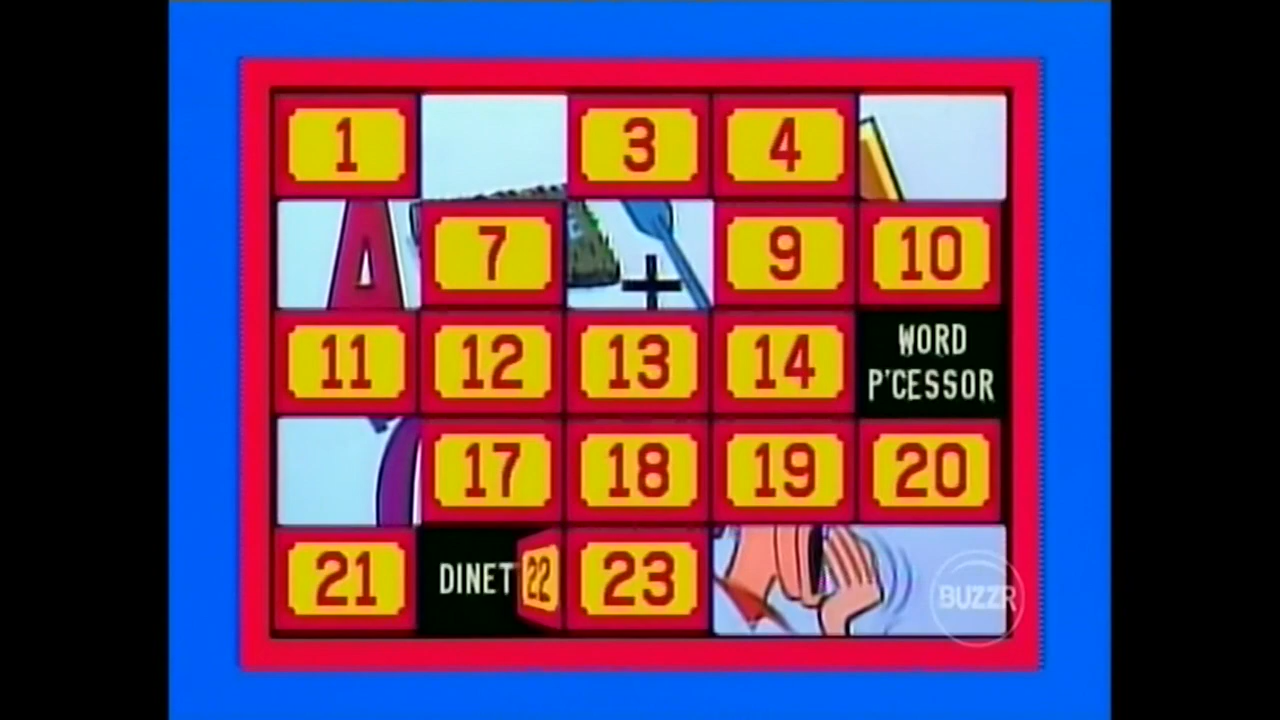 1 3 4
A 7 + 9 10
11 12 13 14 WORD
P'CESSOR
17 18 19 20
21 DINET 22 23
BUZZR